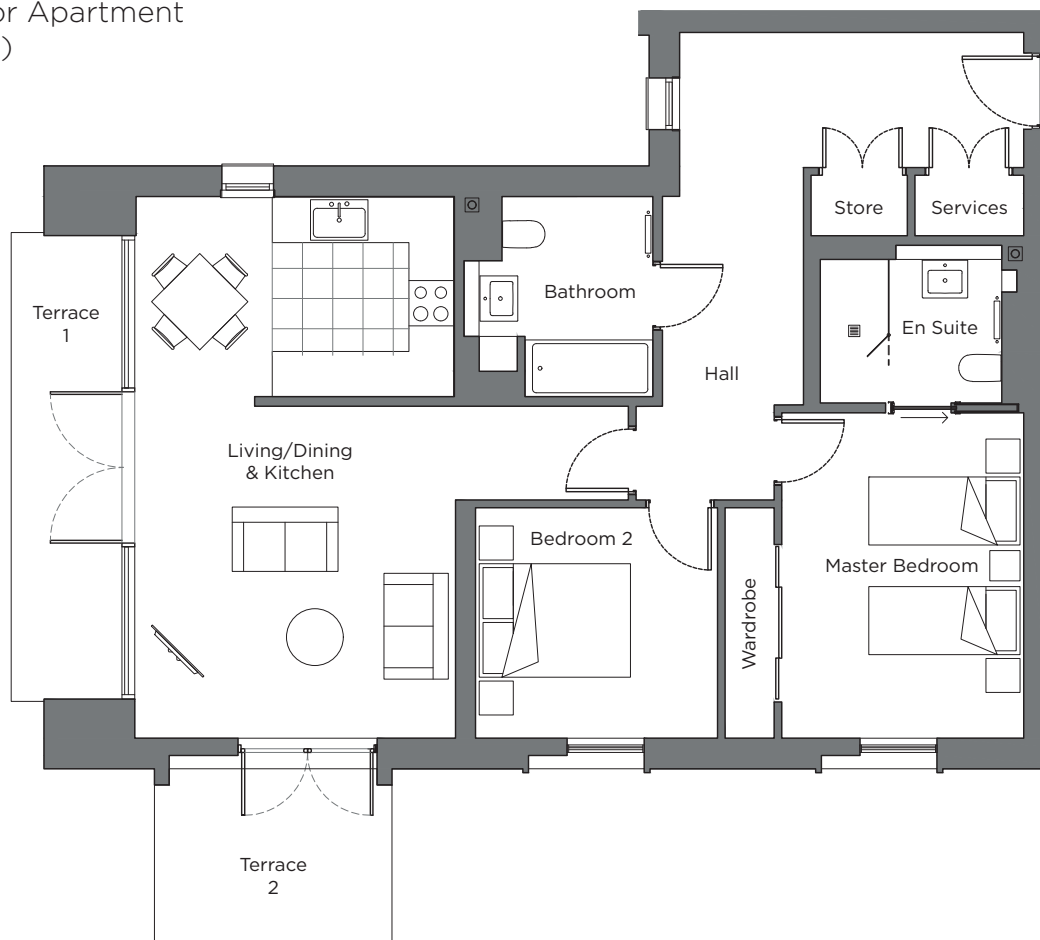 Apartment
)
Store
Services
Bathroom
En Suite
Terrace
1
Hall
Living/Dining
& Kitchen
Bedroom 2
Master Bedroom
Wardrobe
Terrace
2